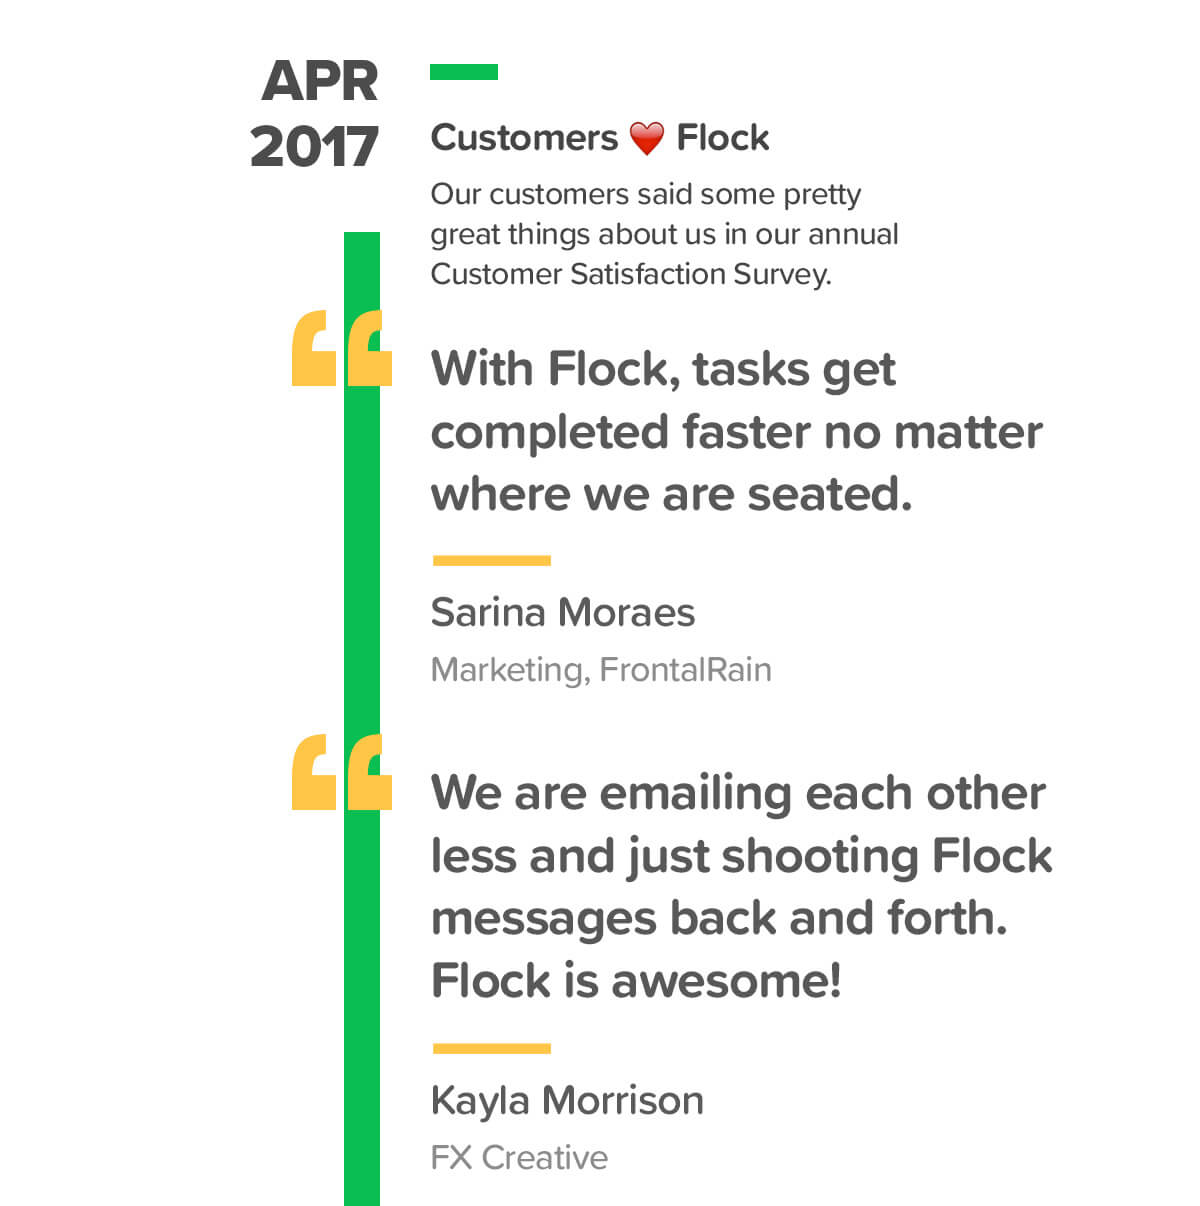 APR
2017
Customers ❤️ Flock
Our customers said some pretty
great things about us in our annual
Customer Satisfaction Survey.
“
With Flock, tasks get
completed faster no matter
where we are seated.
Sarina Moraes
Marketing, FrontalRain
“
We are emailing each other
less and just shooting Flock
messages back and forth.
Flock is awesome!
Kayla Morrison
FX Creative